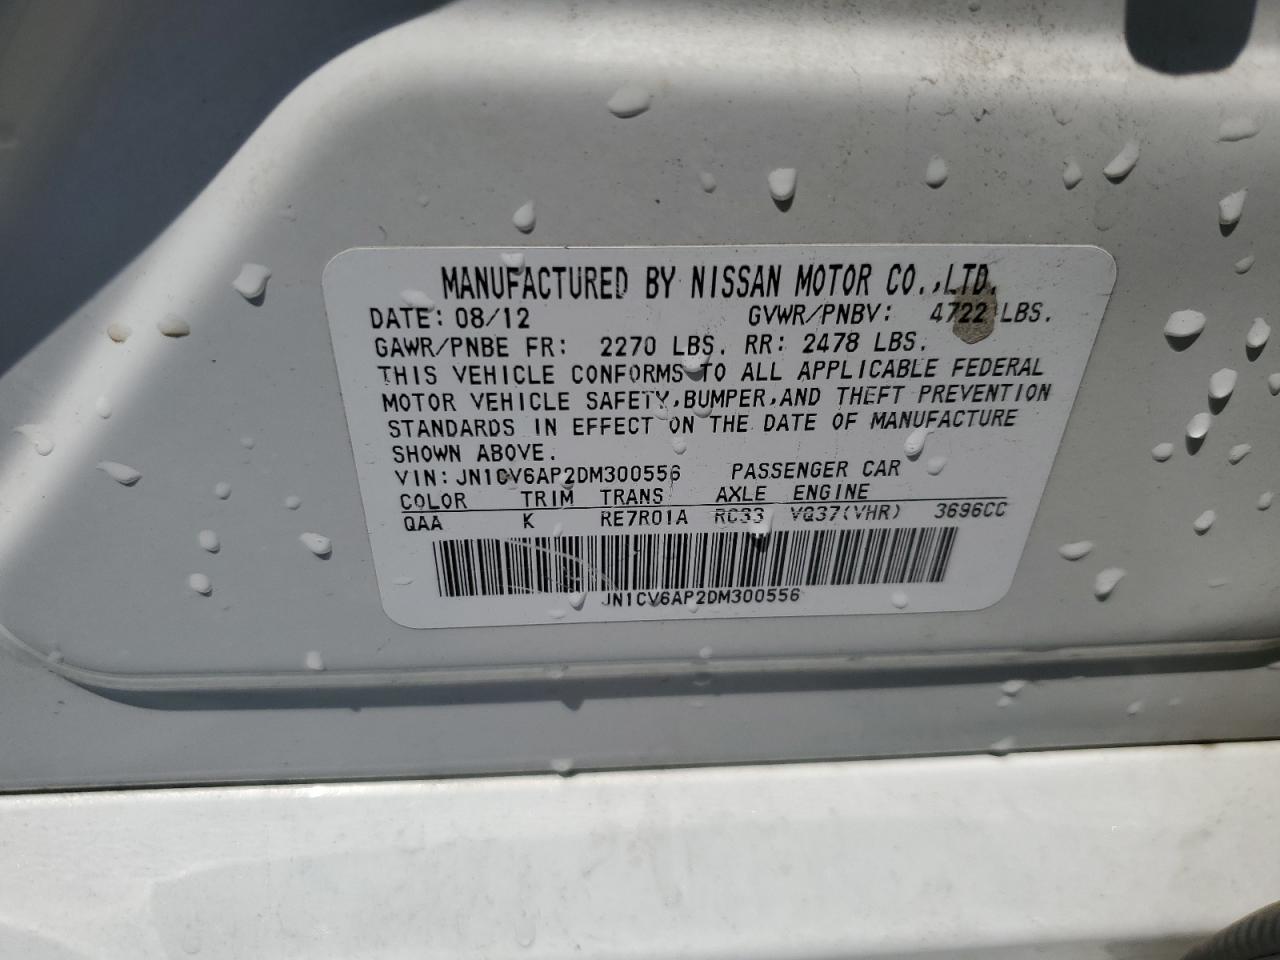 MANUFACTURED BY NISSAN MOTOR CO.,LTD.
DATE: 08/12 GVWR/PNBV: 4722 LBS.
GAWR/PNBE FR: 2270 LBS. RR: 2478 LBS.
THIS VEHICLE CONFORMS TO ALL APPLICABLE FEDERAL
MOTOR VEHICLE SAFETY,BUMPER,AND THEFT PREVENTION
STANDARDS IN EFFECT ON THE DATE OF MANUFACTURE
SHOWN ABOVE.
VIN: JN1CV6AP2DM300556 PASSENGER CAR
COLOR TRIM TRANS AXLE ENGINE
QAA K RE7R01A RC33 VQ37(VHR) 3696CC
JN1CV6AP2DM300556